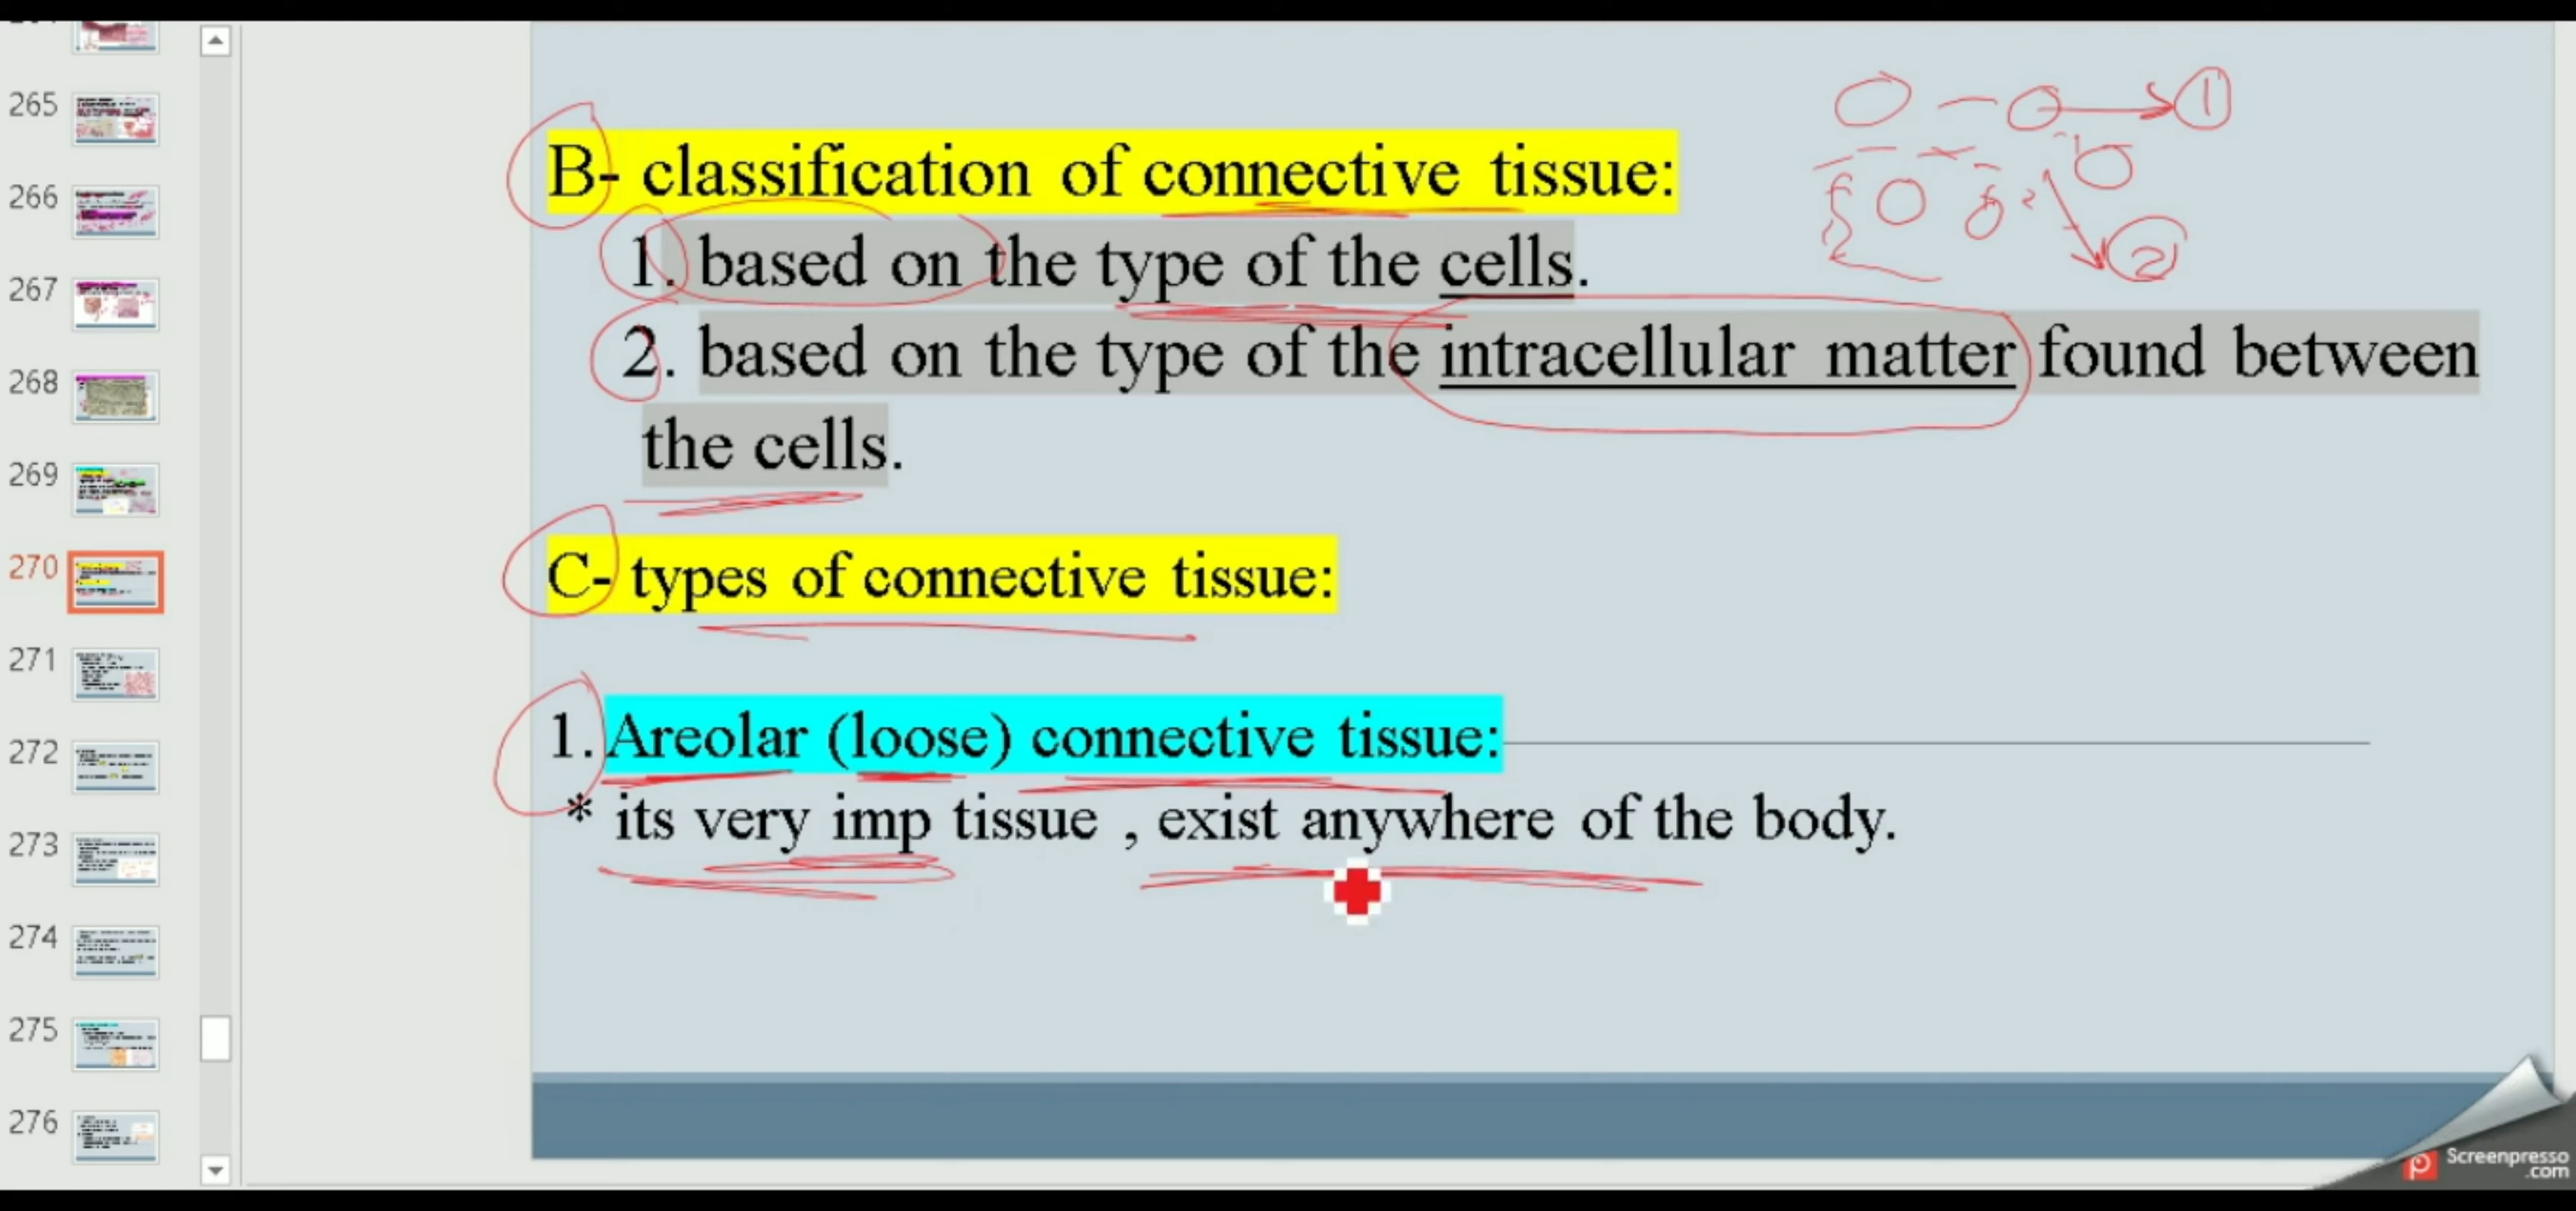 265
266
267
268
269
270
271
272
273
274
275
276
B- classification of connective tissue:
1. based on the type of the cells.
2. based on the type of the intracellular matter found between
the cells.
C- types of connective tissue:
1. Areolar (loose) connective tissue:
* its very imp tissue , exist anywhere of the body.
1
2
Screenpresso
.com